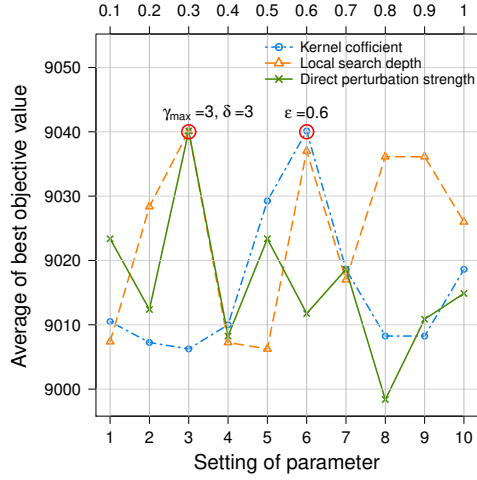 0.1 0.2 0.3 0.4 0.5 0.6 0.7 0.8 0.9 1
Kernel cofficient
Local search depth
Direct perturbation strength
γmax =3, δ =3
ε =0.6
9050
9040
9030
9020
9010
9000
Average of best objective value
1 2 3 4 5 6 7 8 9 10
Setting of parameter